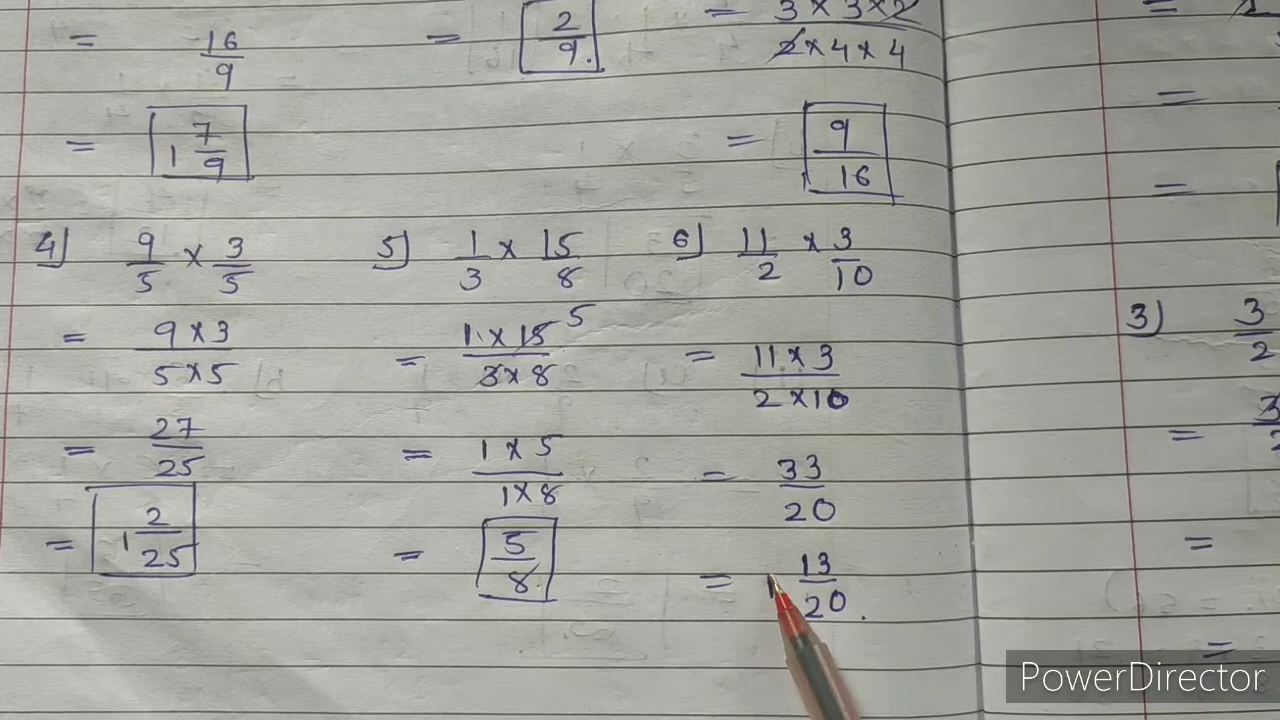 = 16/9
= 1 7/9
= 2/9.
= 3 × 3 × 2 / 2 × 4 × 4
= 9/16
4] 9/5 × 3/5
= 9 × 3 / 5 × 5
= 27/25
= 1 2/25
5] 1/3 × 15/8
= 1 × 15 5 / 3 × 8
= 1 × 5 / 1 × 8
= 5/8
6] 11/2 × 3/10
= 11 × 3 / 2 × 10
= 33/20
= 1 13/20.
=
=
3) 3/2
=
=
=
PowerDirector